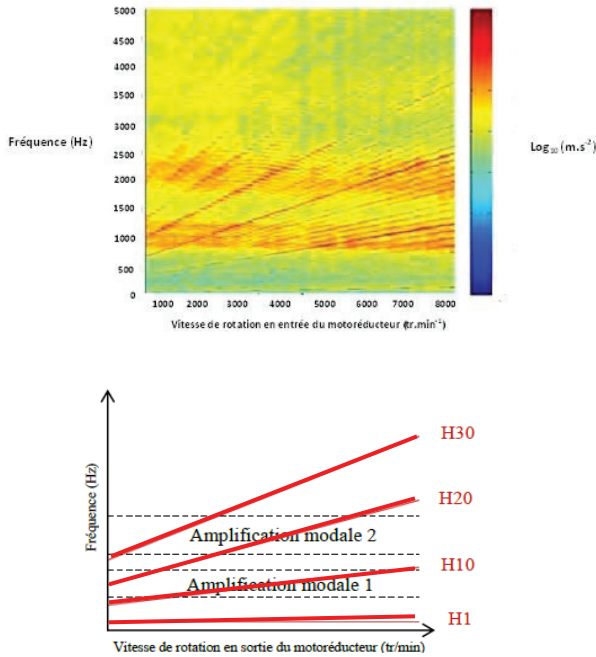 5000
4500
4000
3500
Fréquence (Hz)
3000
Log₁₀ (m.s⁻²)
2500
2000
1500
1000
500
0
1000 2000 3000 4000 5000 6000 7000 8000
Vitesse de rotation en entrée du motoréducteur (tr.min⁻¹)
H30
H20
Fréquence (Hz)
Amplification modale 2
H10
Amplification modale 1
H1
Vitesse de rotation en sortie du motoréducteur (tr/min)